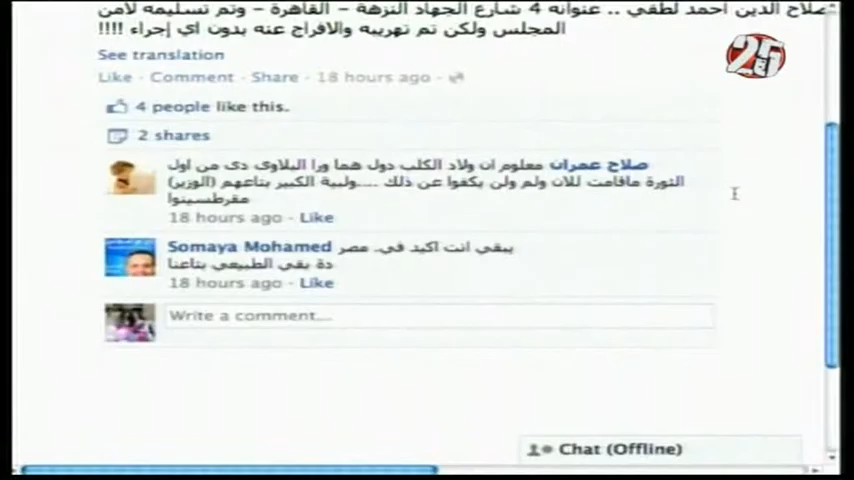 صلاح الدين احمد لطفي .. عنوانه 4 شارع الجهاد النزهة - القاهرة - وتم تسليمه لامن
المجلس ولكن تم تهريبه والافراج عنه بدون اي إجراء !!!!
See translation
Like · Comment · Share · 18 hours ago ·
4 people like this.
2 shares
صلاح عمران معلوم ان ولاد الكلب دول هما ورا البلاوى دى من اول
الثورة ماقامت للان ولم ولن يكفوا عن ذلك ....ولبية الكبير بتاعهم (الوزير)
18 hours ago · Like
Somaya Mohamed يبقي انت اكيد في. مصر
دة بقي الطبيعي بتاعنا
18 hours ago · Like
Write a comment...
Chat (Offline)
25